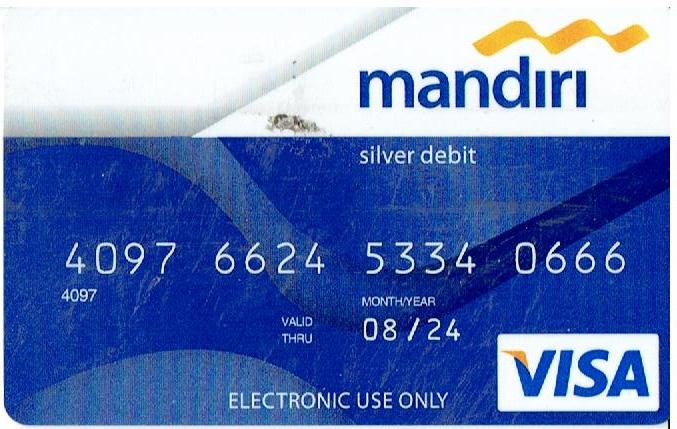 mandiri
silver debit
4097 6624 5334 0666
4097
MONTH/YEAR
VALID THRU
08/24
VISA
ELECTRONIC USE ONLY